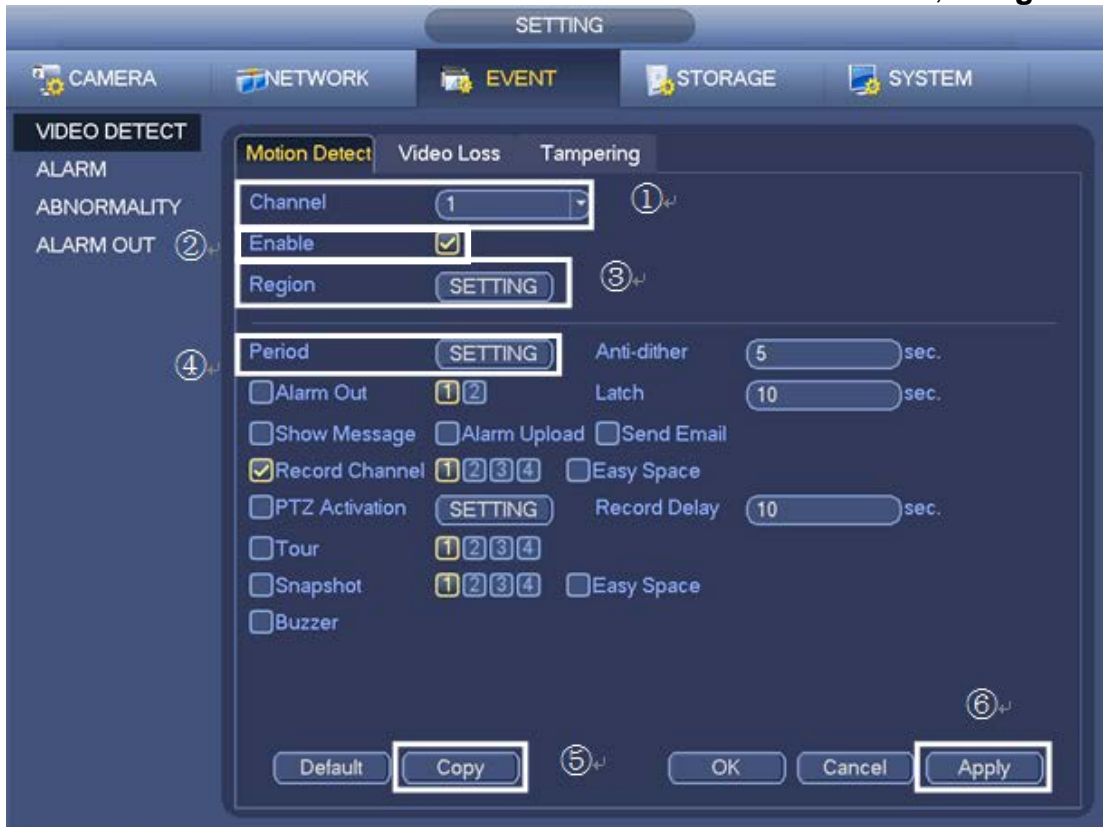 SETTING
CAMERA NETWORK EVENT STORAGE SYSTEM
VIDEO DETECT
ALARM
ABNORMALITY
ALARM OUT ②
Motion Detect Video Loss Tampering
Channel 1 ①
Enable
Region SETTING ③
④
Period SETTING Anti-dither 5 sec.
Alarm Out 1 2 Latch 10 sec.
Show Message Alarm Upload Send Email
Record Channel 1 2 3 4 Easy Space
PTZ Activation SETTING Record Delay 10 sec.
Tour 1 2 3 4
Snapshot 1 2 3 4 Easy Space
Buzzer
⑥
Default Copy ⑤ OK Cancel Apply